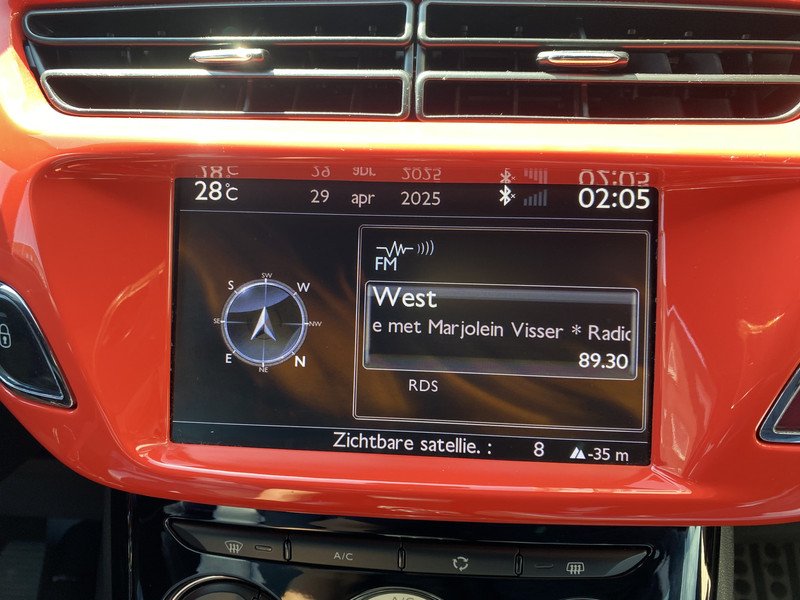 28°C 29 apr 2025 02:05
SW
S W
SE NW
E N
NE
FM
West
e met Marjolein Visser * Radio
89.30
RDS
Zichtbare satellie. : 8 -35 m
A/C
A/C